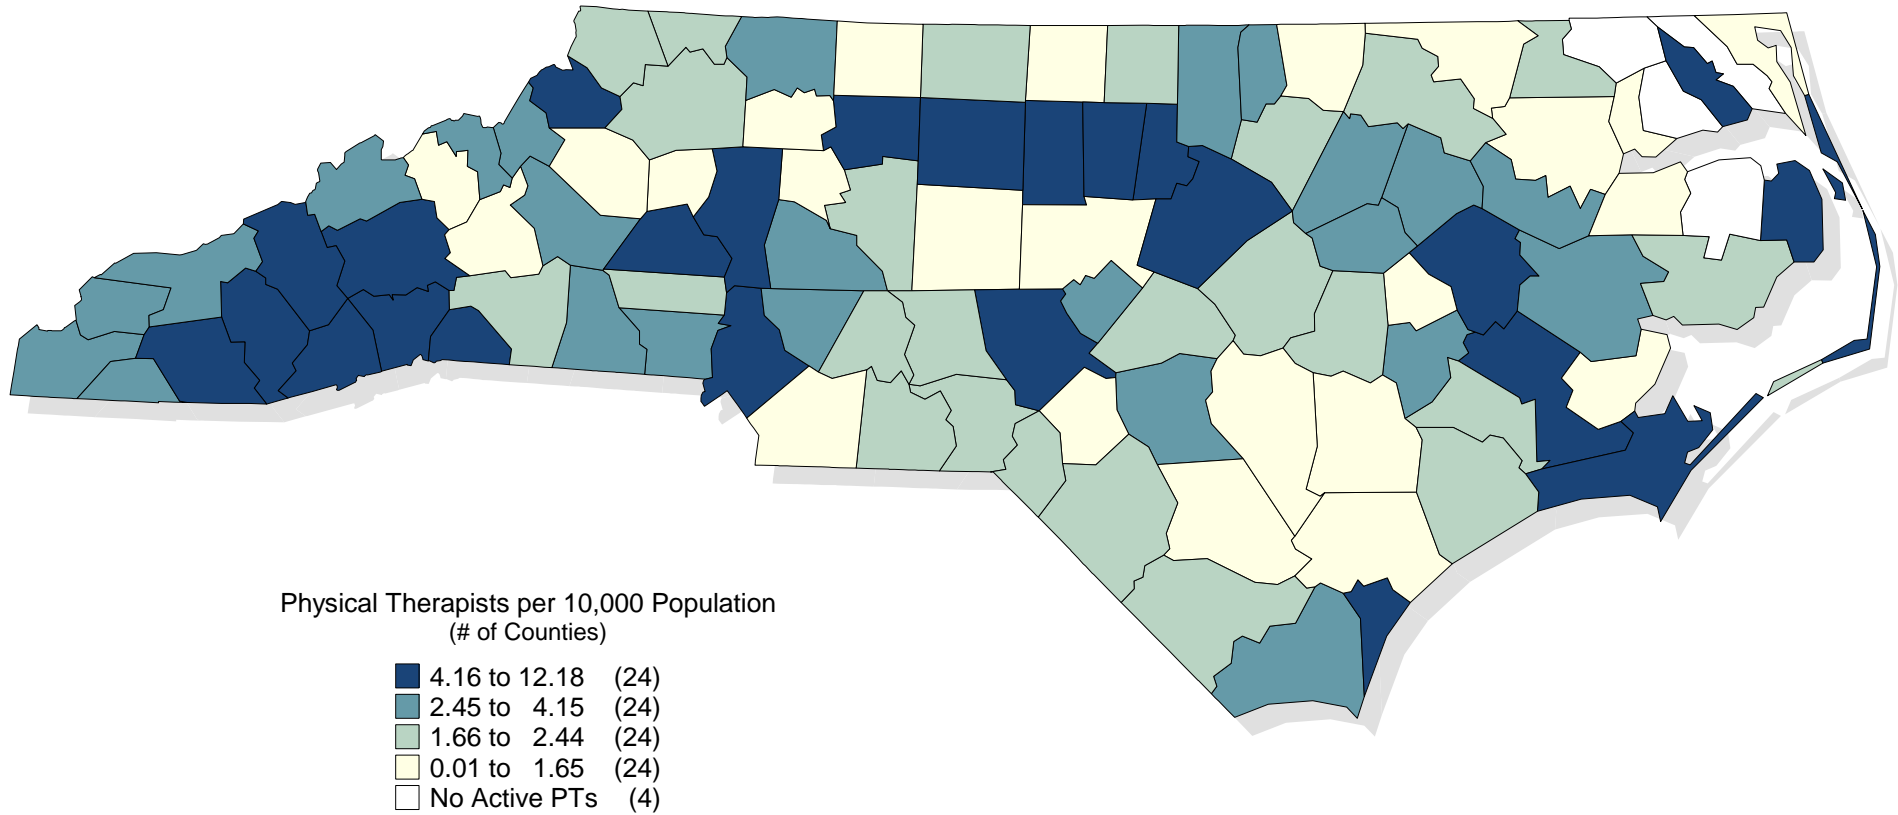 Physical Therapists per 10,000 Population
(# of Counties)
4.16 to 12.18 (24)
2.45 to 4.15 (24)
1.66 to 2.44 (24)
0.01 to 1.65 (24)
No Active PTs (4)